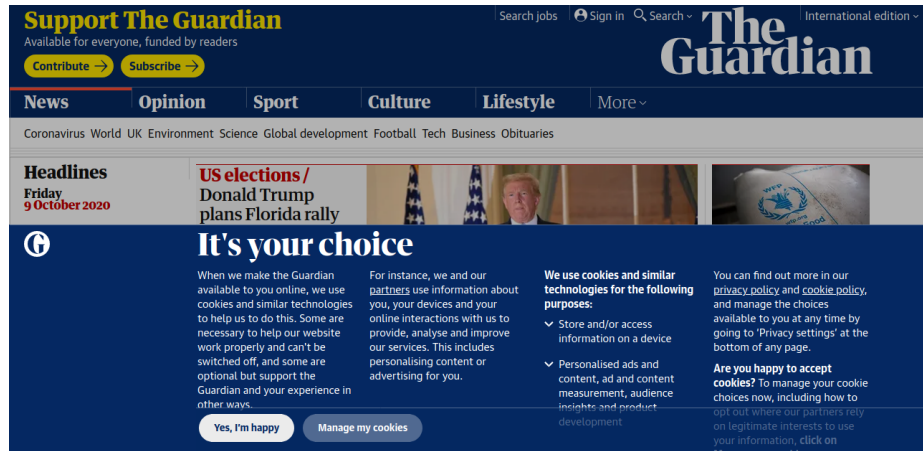 Support The Guardian
Available for everyone, funded by readers
Contribute →
Subscribe →
Search jobs
Sign in
Search
International edition
The
Guardian
News
Opinion
Sport
Culture
Lifestyle
More
Coronavirus World UK Environment Science Global development Football Tech Business Obituaries
Headlines
Friday
9 October 2020
US elections /
Donald Trump
plans Florida rally
WFP
It's your choice
When we make the Guardian
available to you online, we use
cookies and similar technologies
to help us to do this. Some are
necessary to help our website
work properly and can't be
switched off, and some are
optional but support the
Guardian and your experience in
other ways.
For instance, we and our
partners use information about
you, your devices and your
online interactions with us to
provide, analyse and improve
our services. This includes
personalising content or
advertising for you.
We use cookies and similar
technologies for the following
purposes:
Store and/or access
information on a device
Personalised ads and
content, ad and content
measurement, audience
insights and product
development
You can find out more in our
privacy policy and cookie policy,
and manage the choices
available to you at any time by
going to 'Privacy settings' at the
bottom of any page.
Are you happy to accept
cookies? To manage your cookie
choices now, including how to
opt out where our partners rely
on legitimate interests to use
your information, click on
Yes, I'm happy
Manage my cookies